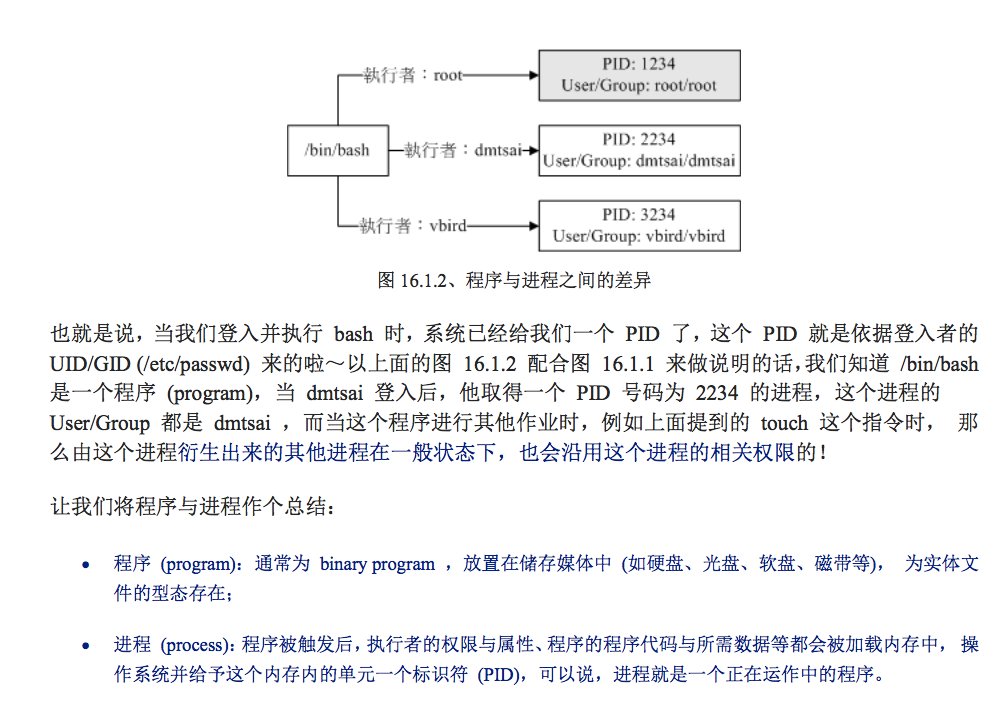 執行者：root
PID: 1234
User/Group: root/root
/bin/bash
執行者：dmtsai
PID: 2234
User/Group: dmtsai/dmtsai
執行者：vbird
PID: 3234
User/Group: vbird/vbird
图 16.1.2、程序与进程之间的差异
也就是说，当我们登入并执行 bash 时，系统已经给我们一个 PID 了，这个 PID 就是依据登入者的
UID/GID (/etc/passwd) 来的啦～以上面的图 16.1.2 配合图 16.1.1 来做说明的话，我们知道 /bin/bash
是一个程序 (program)，当 dmtsai 登入后，他取得一个 PID 号码为 2234 的进程，这个进程的
User/Group 都是 dmtsai ，而当这个程序进行其他作业时，例如上面提到的 touch 这个指令时， 那
么由这个进程衍生出来的其他进程在一般状态下，也会沿用这个进程的相关权限的！
让我们将程序与进程作个总结：
• 程序 (program)：通常为 binary program ，放置在储存媒体中 (如硬盘、光盘、软盘、磁带等)， 为实体文
件的型态存在；
• 进程 (process)：程序被触发后，执行者的权限与属性、程序的程序代码与所需数据等都会被加载内存中， 操
作系统并给予这个内存内的单元一个标识符 (PID)，可以说，进程就是一个正在运作中的程序。